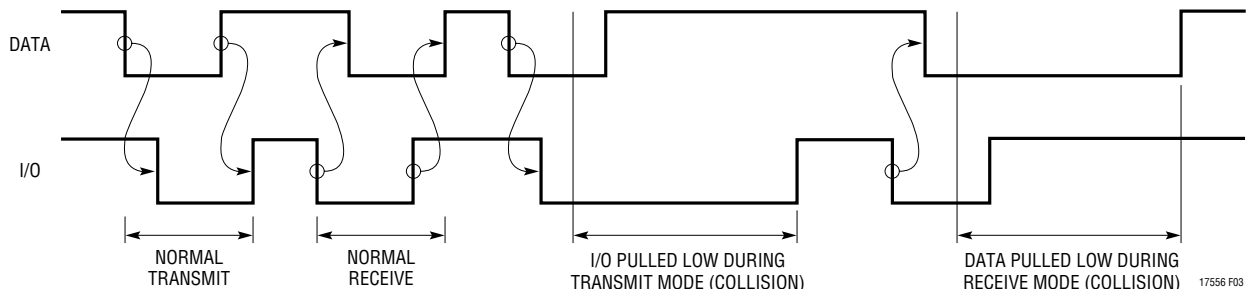 DATA
I/O
NORMAL
TRANSMIT
NORMAL
RECEIVE
I/O PULLED LOW DURING
TRANSMIT MODE (COLLISION)
DATA PULLED LOW DURING
RECEIVE MODE (COLLISION)
17556 F03